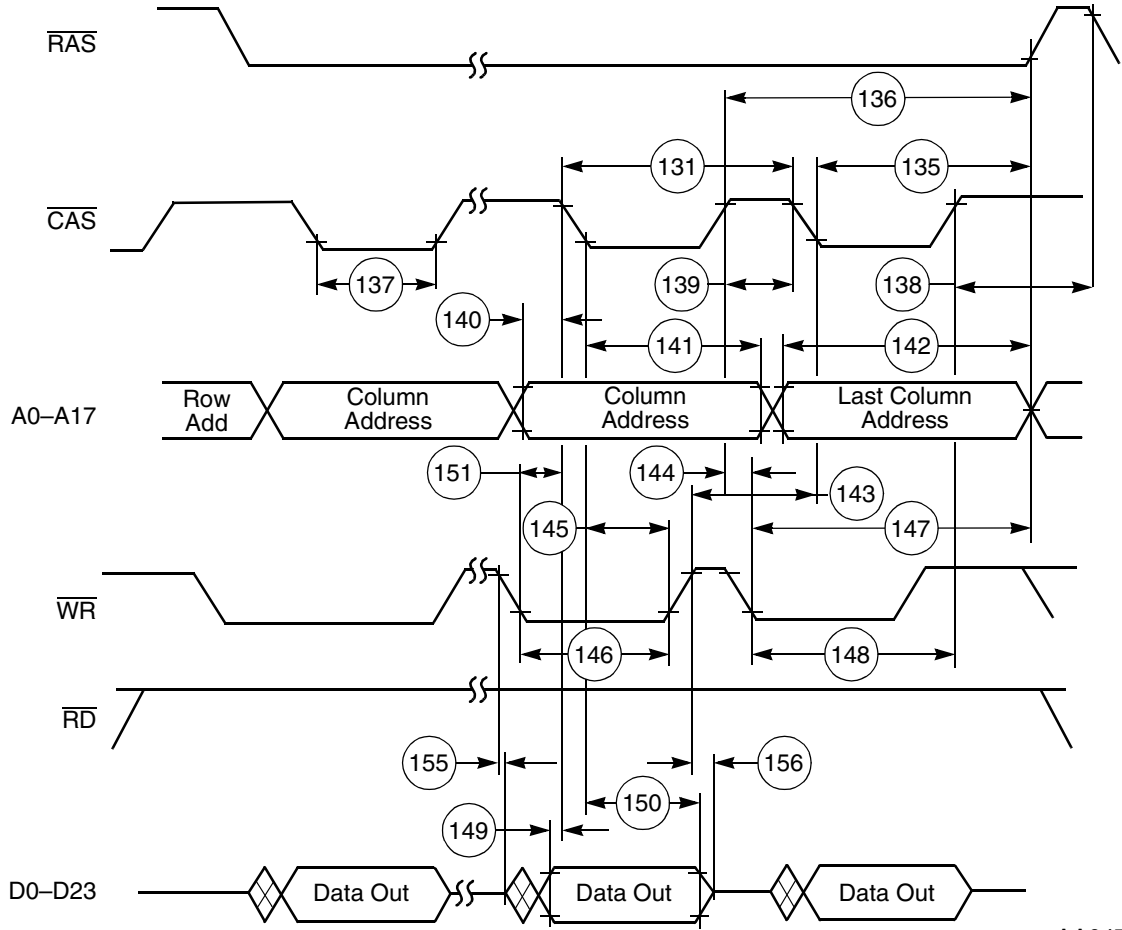 RAS
136
131
135
CAS
137
139
138
140
141
142
A0–A17
Row
Add
Column
Address
Column
Address
Last Column
Address
151
144
143
145
147
WR
146
148
RD
155
156
150
149
D0–D23
Data Out
Data Out
Data Out